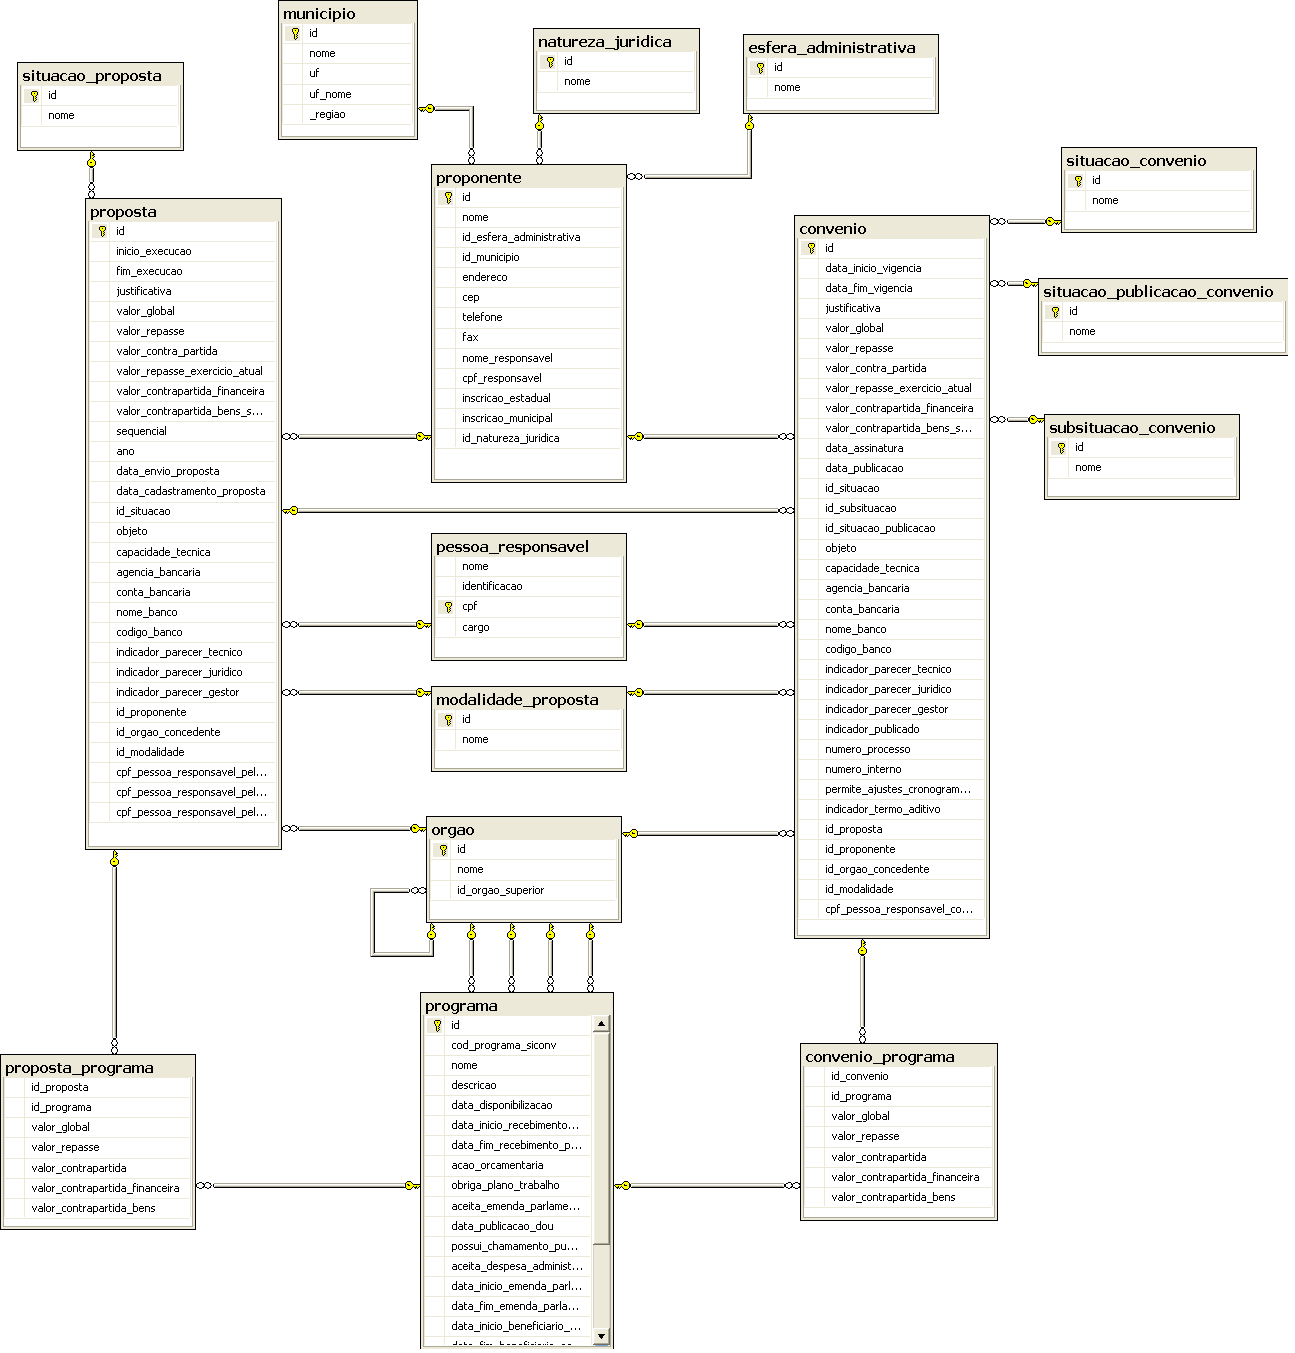 municipio
id
nome
uf
uf_nome
_regiao
natureza_juridica
id
nome
esfera_administrativa
id
nome
situacao_proposta
id
nome
situacao_convenio
id
nome
proponente
id
nome
id_esfera_administrativa
id_municipio
endereco
cep
telefone
fax
nome_responsavel
cpf_responsavel
inscricao_estadual
inscricao_municipal
id_natureza_juridica
proposta
id
inicio_execucao
fim_execucao
justificativa
valor_global
valor_repasse
valor_contra_partida
valor_repasse_exercicio_atual
valor_contrapartida_financeira
valor_contrapartida_bens_s...
sequencial
ano
data_envio_proposta
data_cadastramento_proposta
id_situacao
objeto
capacidade_tecnica
agencia_bancaria
conta_bancaria
nome_banco
codigo_banco
indicador_parecer_tecnico
indicador_parecer_juridico
indicador_parecer_gestor
id_proponente
id_orgao_concedente
id_modalidade
cpf_pessoa_responsavel_pel...
cpf_pessoa_responsavel_pel...
cpf_pessoa_responsavel_pel...
convenio
id
data_inicio_vigencia
data_fim_vigencia
justificativa
valor_global
valor_repasse
valor_contra_partida
valor_repasse_exercicio_atual
valor_contrapartida_financeira
valor_contrapartida_bens_s...
data_assinatura
data_publicacao
id_situacao
id_subsituacao
id_situacao_publicacao
objeto
capacidade_tecnica
agencia_bancaria
conta_bancaria
nome_banco
codigo_banco
indicador_parecer_tecnico
indicador_parecer_juridico
indicador_parecer_gestor
indicador_publicado
numero_processo
numero_interno
permite_ajustes_cronogram...
indicador_termo_aditivo
id_proposta
id_proponente
id_orgao_concedente
id_modalidade
cpf_pessoa_responsavel_co...
situacao_publicacao_convenio
id
nome
subsituacao_convenio
id
nome
pessoa_responsavel
nome
identificacao
cpf
cargo
modalidade_proposta
id
nome
orgao
id
nome
id_orgao_superior
programa
id
cod_programa_siconv
nome
descricao
data_disponibilizacao
data_inicio_recebimento...
data_fim_recebimento_p...
acao_orcamentaria
obriga_plano_trabalho
aceita_emenda_parlame...
data_publicacao_dou
possui_chamamento_pu...
aceita_despesa_administ...
data_inicio_emenda_parl...
data_fim_emenda_parla...
data_inicio_beneficiario_...
proposta_programa
id_proposta
id_programa
valor_global
valor_repasse
valor_contrapartida
valor_contrapartida_financeira
valor_contrapartida_bens
convenio_programa
id_convenio
id_programa
valor_global
valor_repasse
valor_contrapartida
valor_contrapartida_financeira
valor_contrapartida_bens